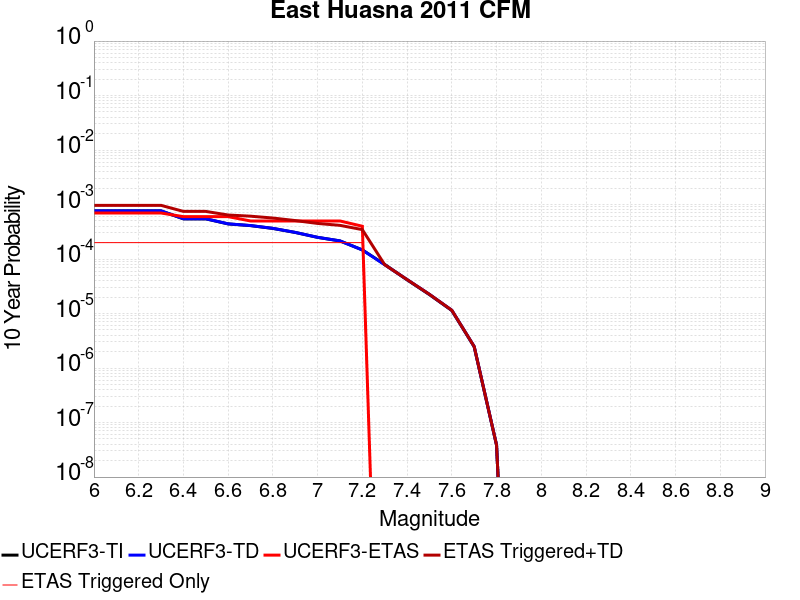 East Huasna 2011 CFM
10 Year Probability
10^0
10^-1
10^-2
10^-3
10^-4
10^-5
10^-6
10^-7
10^-8
6 6.2 6.4 6.6 6.8 7 7.2 7.4 7.6 7.8 8 8.2 8.4 8.6 8.8 9
Magnitude
UCERF3-TI UCERF3-TD UCERF3-ETAS ETAS Triggered+TD
ETAS Triggered Only